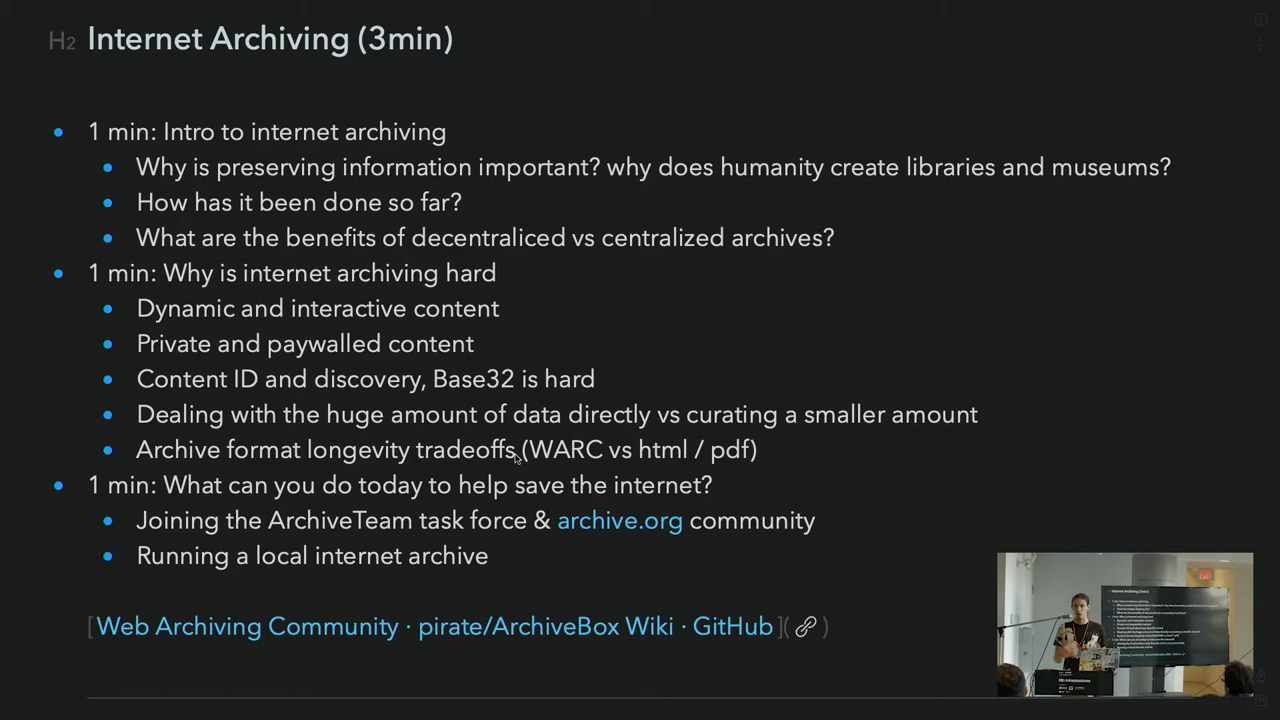 H2 Internet Archiving (3min)
1 min: Intro to internet archiving
Why is preserving information important? why does humanity create libraries and museums?
How has it been done so far?
What are the benefits of decentraliced vs centralized archives?
1 min: Why is internet archiving hard
Dynamic and interactive content
Private and paywalled content
Content ID and discovery, Base32 is hard
Dealing with the huge amount of data directly vs curating a smaller amount
Archive format longevity tradeoffs (WARC vs html / pdf)
1 min: What can you do today to help save the internet?
Joining the ArchiveTeam task force & archive.org community
Running a local internet archive
[Web Archiving Community · pirate/ArchiveBox Wiki · GitHub](🔗)
EXIT
Internet Archiving (3min)